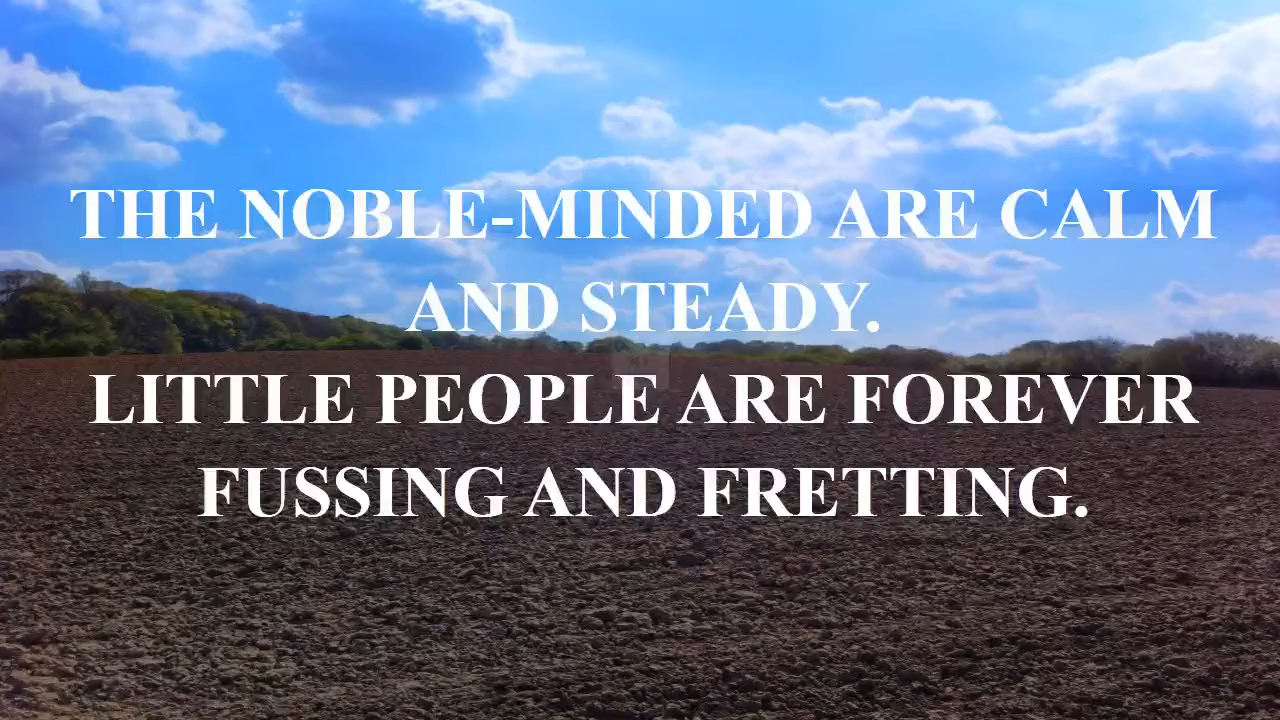 THE NOBLE-MINDED ARE CALM
AND STEADY.
LITTLE PEOPLE ARE FOREVER
FUSSING AND FRETTING.